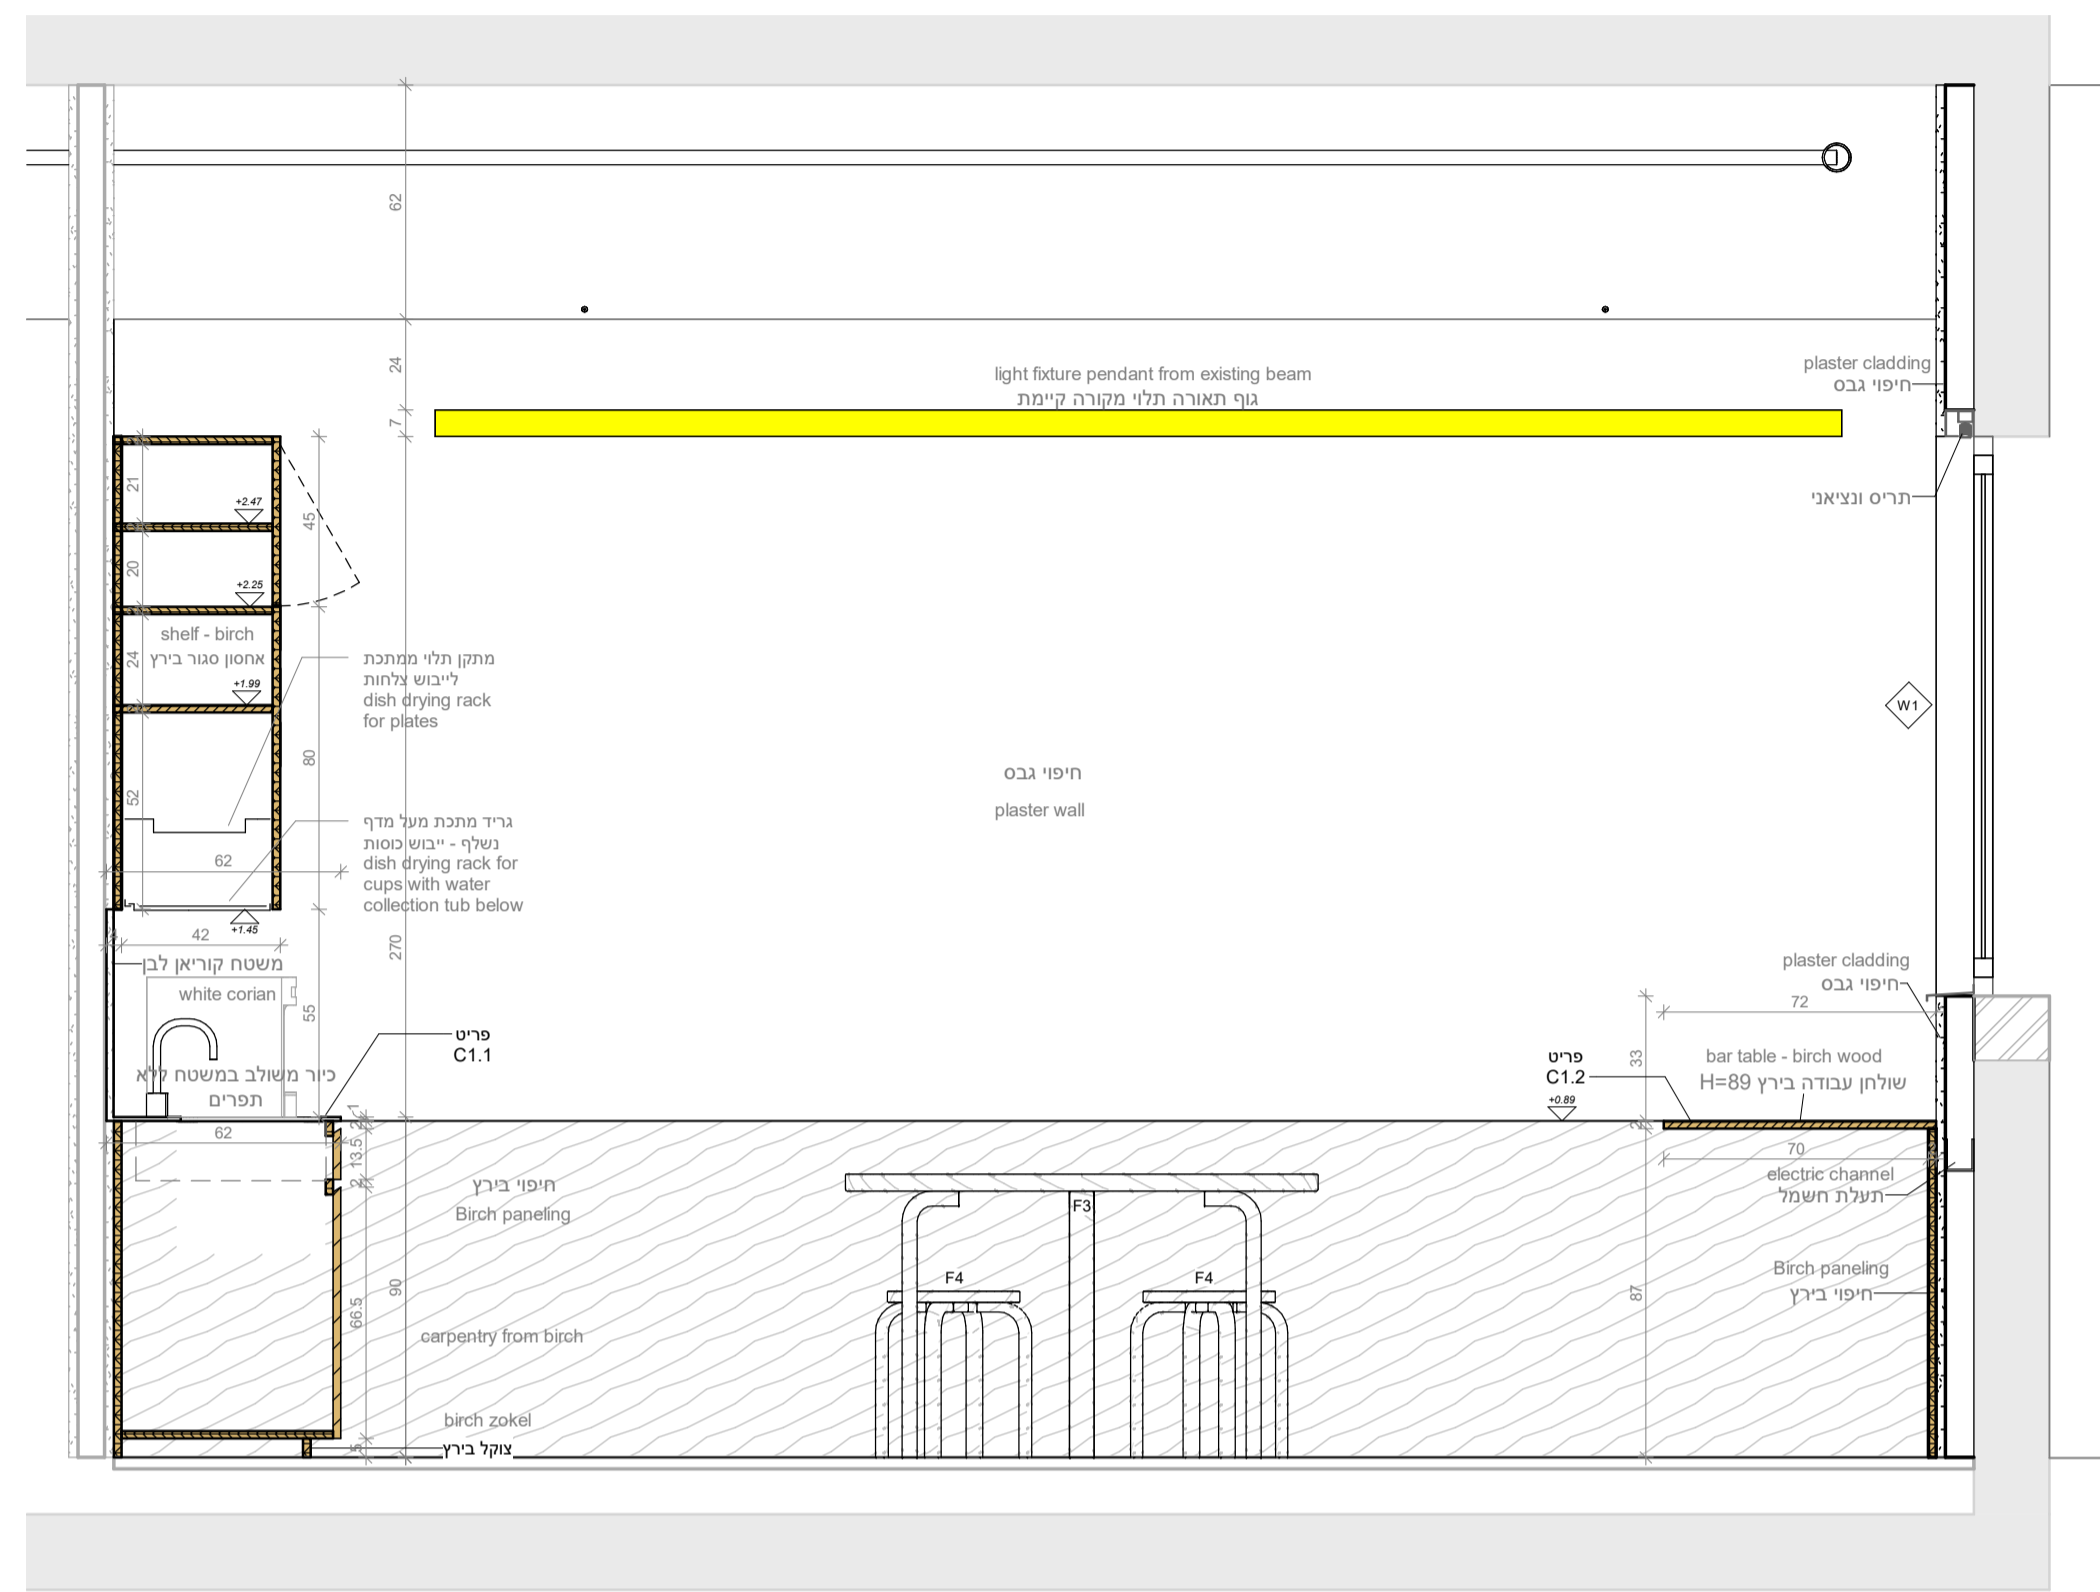 62
24
7
light fixture pendant from existing beam
גוף תאורה תלוי מקורה קיימת
plaster cladding
חיפוי גבס
תריס ונציאני
21
+2.47
45
20
+2.25
shelf - birch
אחסון סגור בירץ
24
+1.99
מתקן תלוי ממתכת
לייבוש צלחות
dish drying rack
for plates
W1
80
52
חיפוי גבס
plaster wall
גריד מתכת מעל מדף
נשלף - ייבוש כוסות
dish drying rack for
cups with water
collection tub below
62
+1.45
42
270
משטח קוריאן לבן
white corian
55
plaster cladding
חיפוי גבס
72
פריט
C1.1
כיור משולב במשטח ללא
תפרים
פריט
C1.2
+0.89
33
bar table - birch wood
שולחן עבודה בירץ H=89
62
1
2
13.5
2
2
70
electric channel
תעלת חשמל
חיפוי בירץ
Birch paneling
F3
F4
F4
66.5
90
87
Birch paneling
חיפוי בירץ
carpentry from birch
birch zokel
צוקל בירץ
5